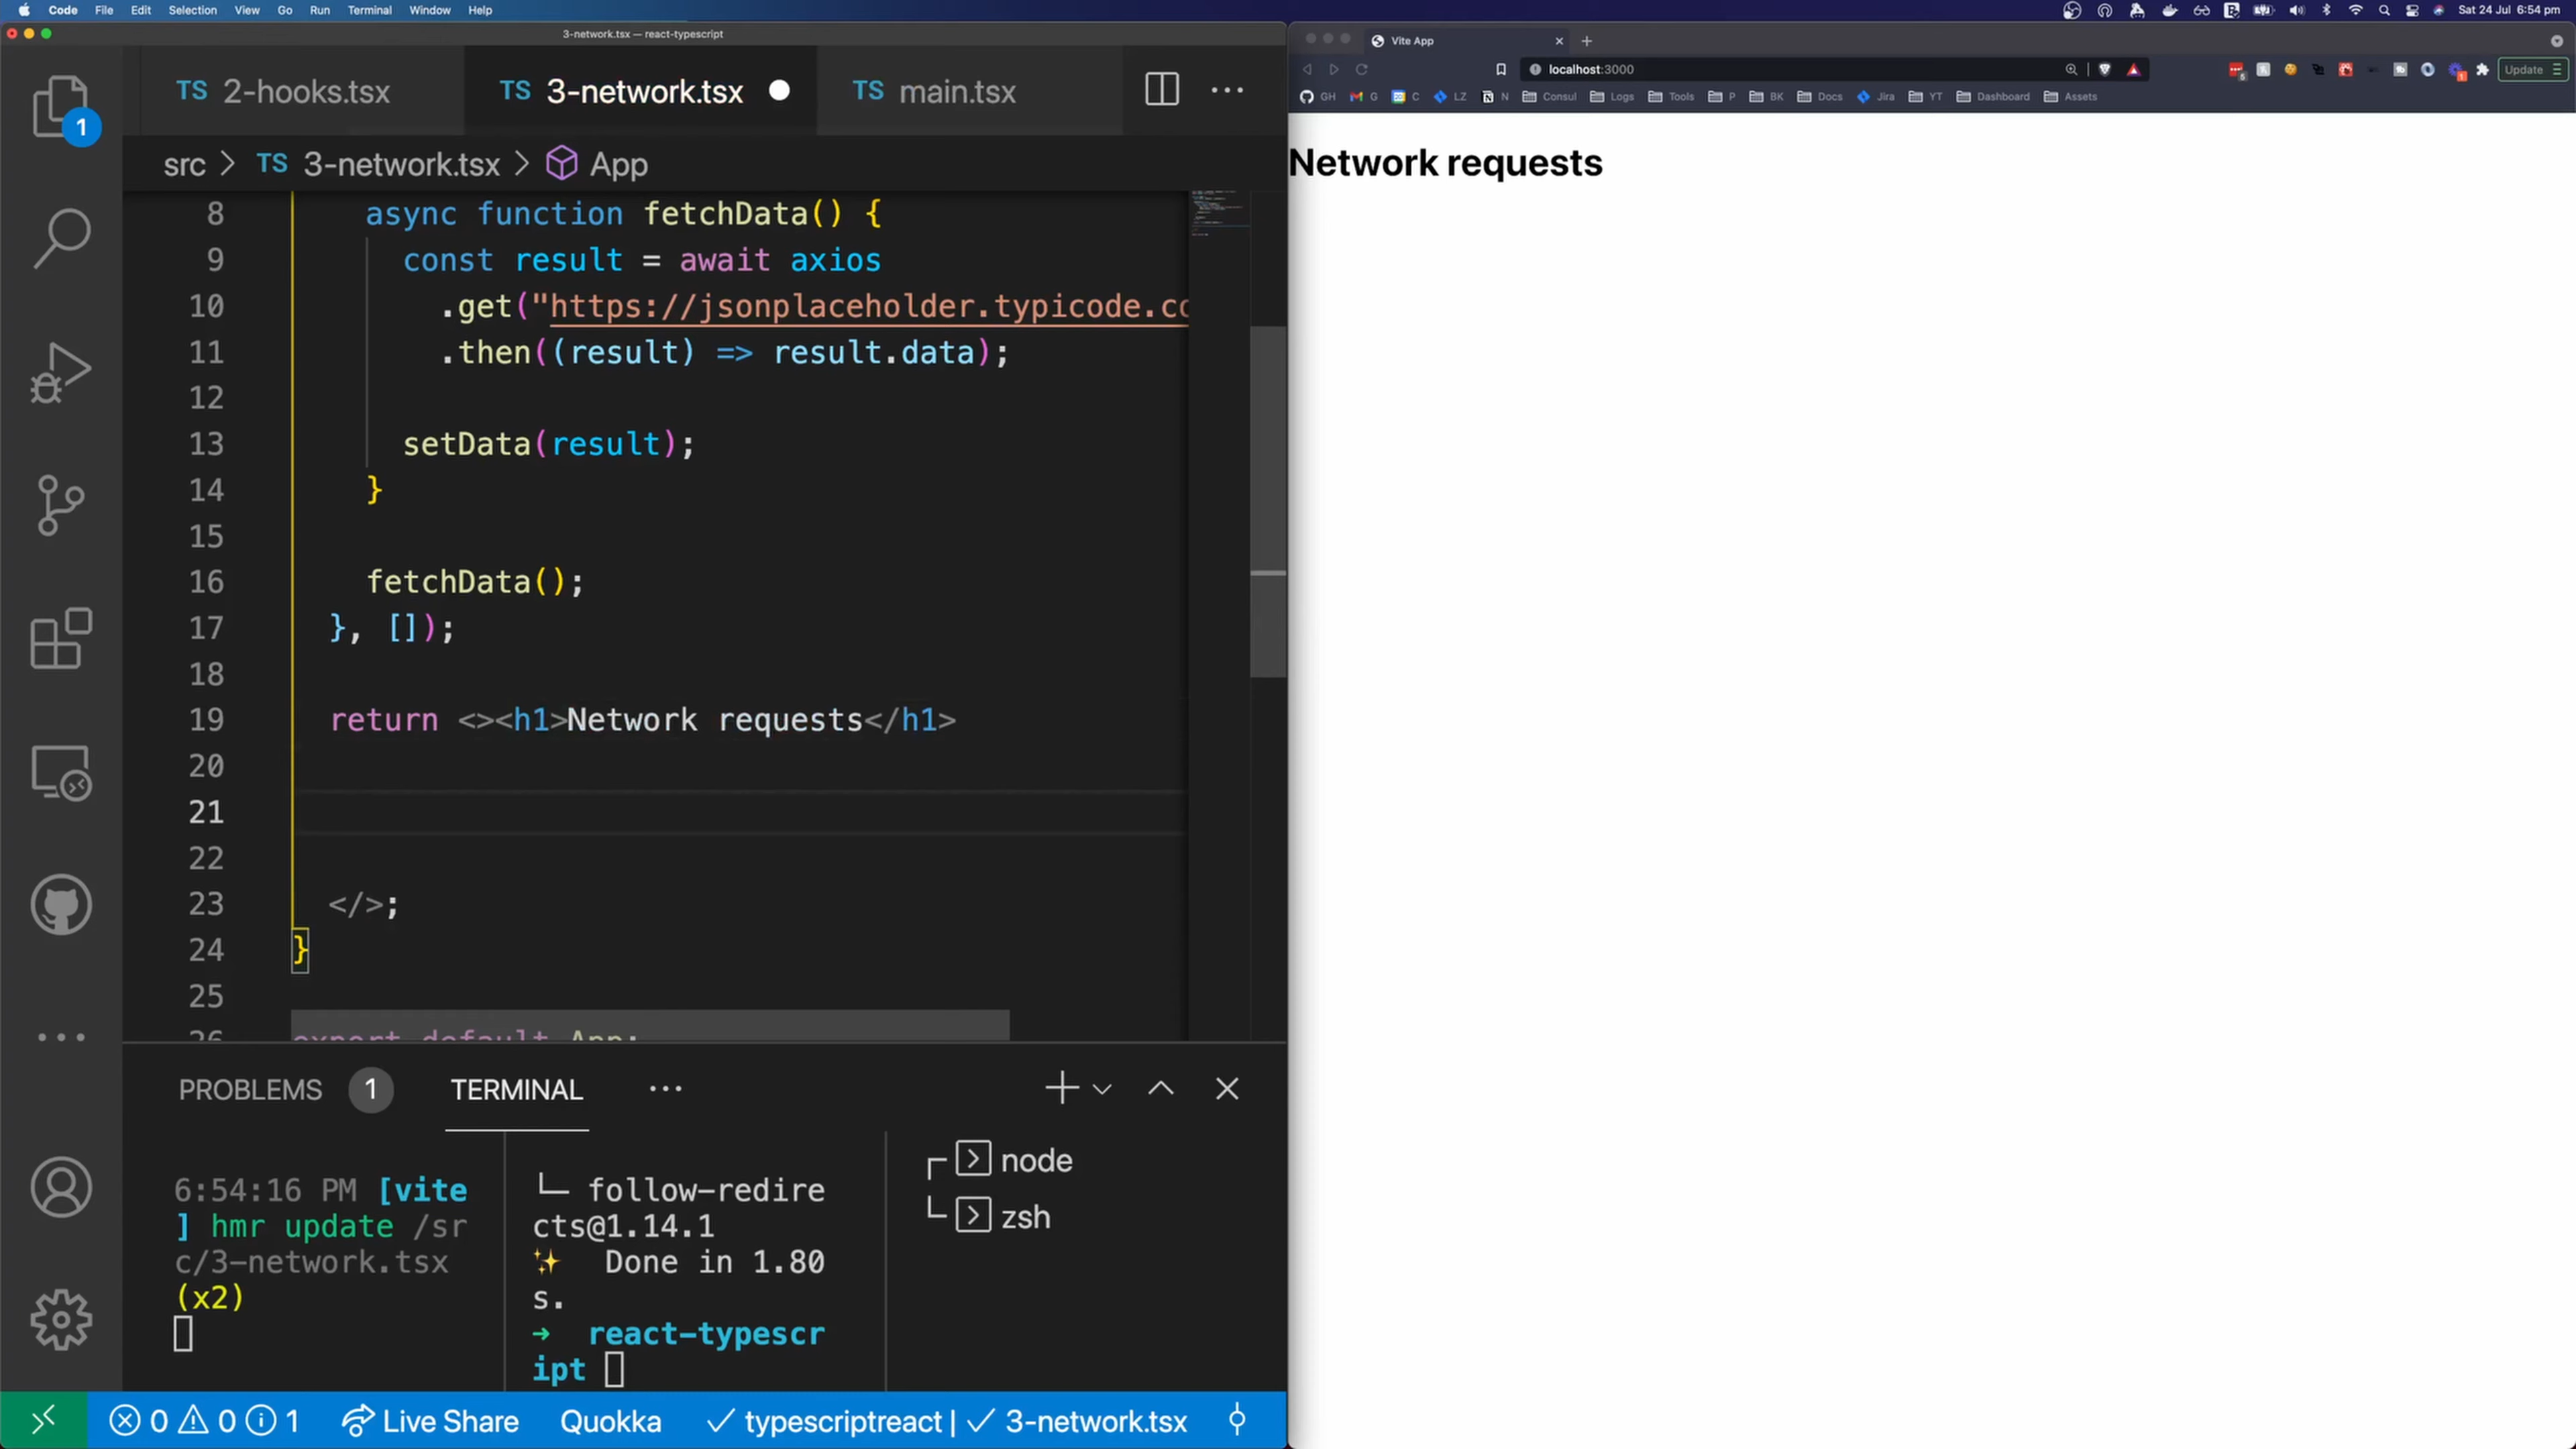 Code File Edit Selection View Go Run Terminal Window Help
Sat 24 Jul 6:54 pm
3-network.tsx — react-typescript
TS 2-hooks.tsx
TS 3-network.tsx
TS main.tsx
1
src > TS 3-network.tsx > App
8 async function fetchData() {
9 const result = await axios
10 .get("https://jsonplaceholder.typicode.co
11 .then((result) => result.data);
12
13 setData(result);
14 }
15
16 fetchData();
17 }, []);
18
19 return <><h1>Network requests</h1>
20
21
22
23 </>;
24 }
25
26 export default App;
PROBLEMS 1 TERMINAL
6:54:16 PM [vite
] hmr update /sr
c/3-network.tsx
(x2)
└─ follow-redire
cts@1.14.1
✨ Done in 1.80
s.
➜ react-typescr
ipt
node
zsh
0 0 1 Live Share Quokka ✓ typescriptreact | ✓ 3-network.tsx
Vite App
localhost:3000
Update
GH G C LZ N Consul Logs Tools P BK Docs Jira YT Dashboard Assets
Network requests